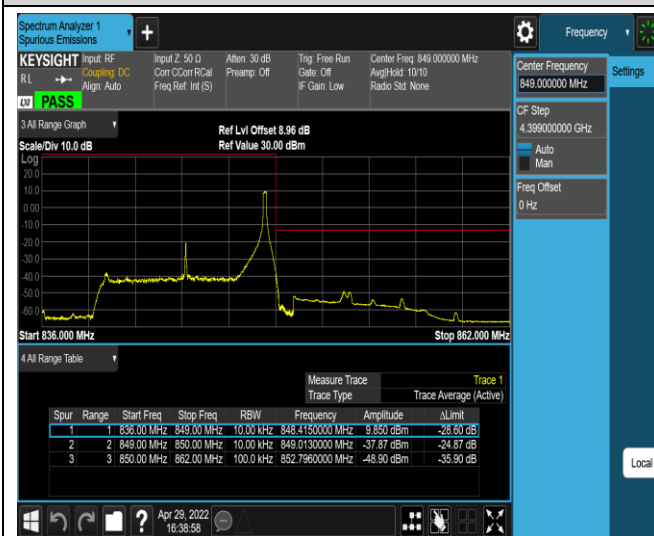 Spectrum Analyzer 1
Spurious Emissions
+
Frequency
KEYSIGHT
RL
LXI PASS
Input: RF
Coupling: DC
Align: Auto
Input Z: 50 Ω
Corr CCorr RCal
Freq Ref: Int (S)
Atten: 30 dB
Preamp: Off
Trig: Free Run
Gate: Off
IF Gain: Low
Center Freq: 849.000000 MHz
Avg|Hold: 10/10
Radio Std: None
Center Frequency
849.000000 MHz
Settings
CF Step
4.399000000 GHz
Auto
Man
Freq Offset
0 Hz
3 All Range Graph
Scale/Div 10.0 dB
Ref Lvl Offset 8.96 dB
Ref Value 30.00 dBm
Log
20.0
10.0
0.00
-10.0
-20.0
-30.0
-40.0
-50.0
-60.0
Start 836.000 MHz
Stop 862.000 MHz
4 All Range Table
Measure Trace Trace 1
Trace Type Trace Average (Active)
Spur Range Start Freq Stop Freq RBW Frequency Amplitude ΔLimit
1 1 836.00 MHz 849.00 MHz 10.00 kHz 848.4150000 MHz 9.850 dBm -28.60 dB
2 2 849.00 MHz 850.00 MHz 10.00 kHz 849.0130000 MHz -37.87 dBm -24.87 dB
3 3 850.00 MHz 862.00 MHz 100.0 kHz 852.7960000 MHz -48.90 dBm -35.90 dB
Local
?
Apr 29, 2022
16:38:58